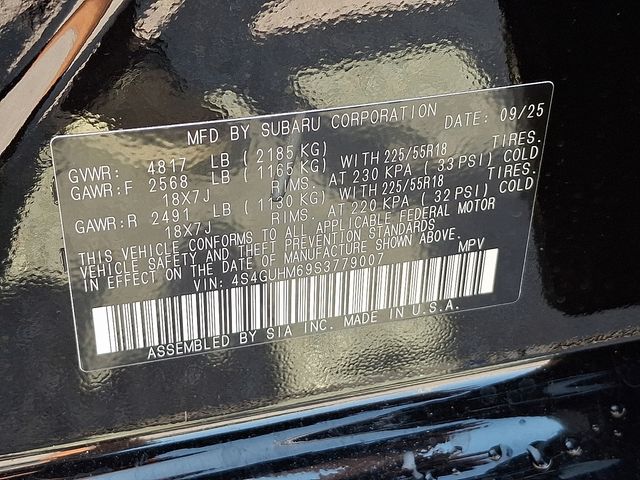 MFD BY SUBARU CORPORATION DATE: 09/25
GVWR: 4817 LB (2185 KG)
GAWR:F 2568 LB (1165 KG) WITH 225/55R18 TIRES.
18X7J RIMS. AT 230 KPA (33 PSI) COLD
GAWR:R 2491 LB (1130 KG) WITH 225/55R18 TIRES.
18X7J RIMS. AT 220 KPA (32 PSI) COLD
THIS VEHICLE CONFORMS TO ALL APPLICABLE FEDERAL MOTOR
VEHICLE SAFETY AND THEFT PREVENTION STANDARDS
IN EFFECT ON THE DATE OF MANUFACTURE SHOWN ABOVE.
VIN: 4S4GUHM69S3779007 MPV
ASSEMBLED BY SIA INC. MADE IN U.S.A.